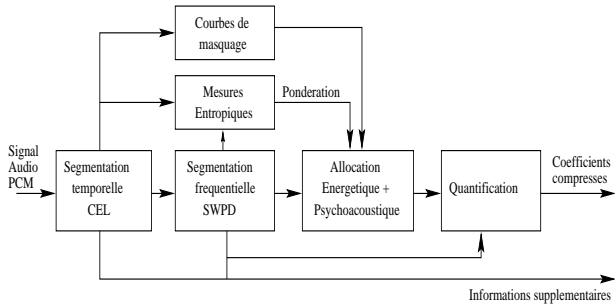 Courbes de
masquage
Mesures
Entropiques
Ponderation
Signal
Audio
PCM
Segmentation
temporelle
CEL
Segmentation
frequentielle
SWPD
Allocation
Energetique +
Psychoacoustique
Quantification
Coefficients
compresses
Informations supplementaires